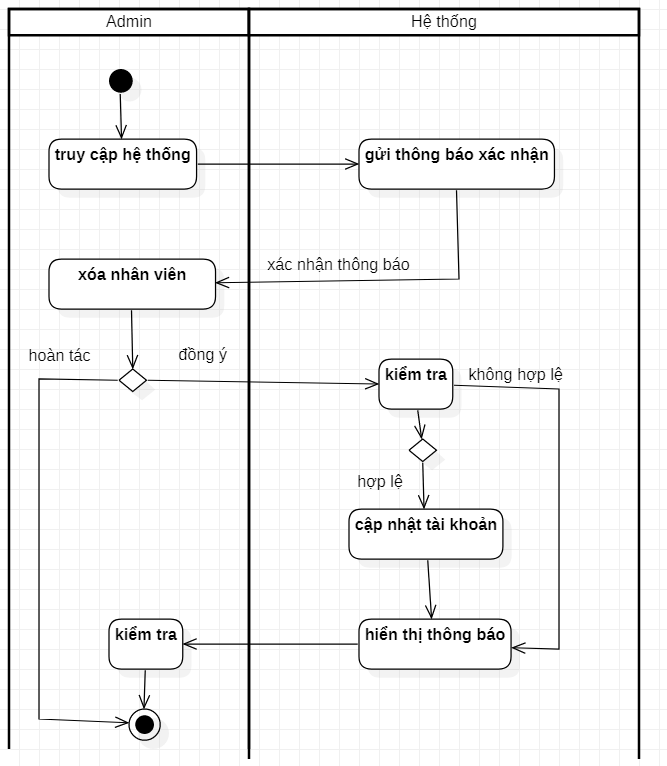 Admin
Hệ thống
truy cập hệ thống
gửi thông báo xác nhận
xác nhận thông báo
xóa nhân viên
hoàn tác
đồng ý
kiểm tra
không hợp lệ
hợp lệ
cập nhật tài khoản
kiểm tra
hiển thị thông báo